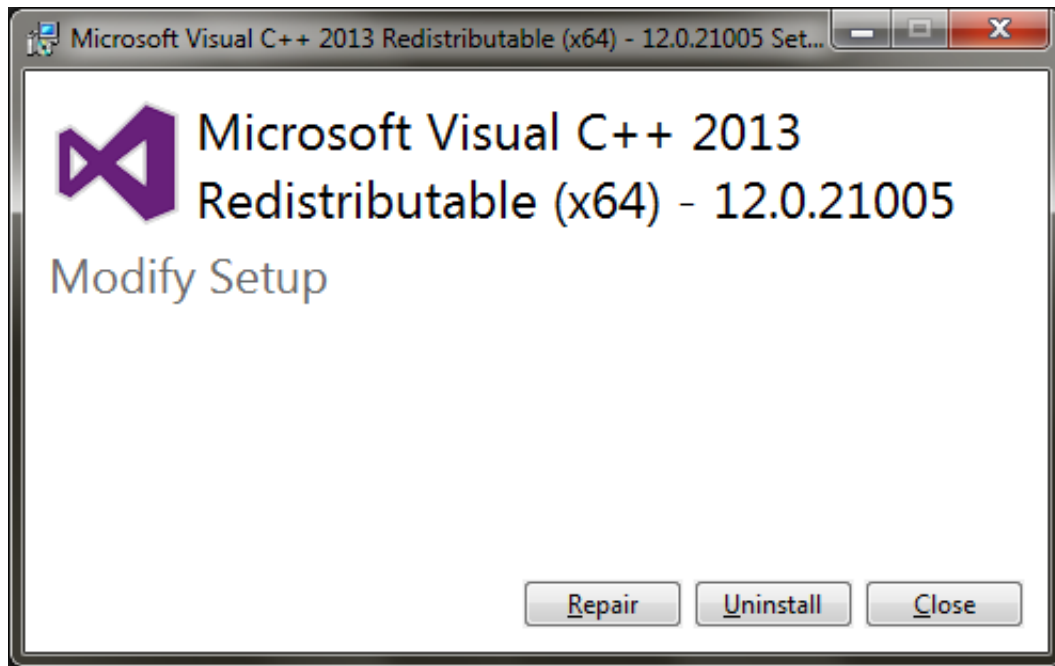 Microsoft Visual C++ 2013 Redistributable (x64) - 12.0.21005 Set...
Microsoft Visual C++ 2013
Redistributable (x64) - 12.0.21005
Modify Setup
Repair Uninstall Close